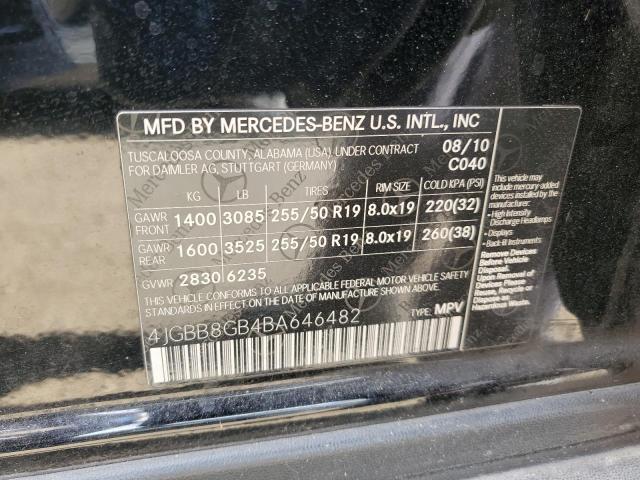 MFD BY MERCEDES-BENZ U.S. INTL., INC
TUSCALOOSA COUNTY, ALABAMA (USA). UNDER CONTRACT
FOR DAIMLER AG, STUTTGART (GERMANY)
08/10
C040
KG LB TIRES RIM SIZE COLD KPA (PSI)
GAWR FRONT 1400 3085 255/50 R19 8.0x19 220(32)
GAWR REAR 1600 3525 255/50 R19 8.0x19 260(38)
GVWR 2830 6235
THIS VEHICLE CONFORMS TO ALL APPLICABLE FEDERAL MOTOR VEHICLE SAFETY,
BUMPER, AND THEFT PREVENTION STANDARDS IN EFFECT ON THE DATE OF MANUFACTURE SHOWN ABOVE.
4JGBB8GB4BA646482
TYPE: MPV
This vehicle may include
mercury added devices
installed by the
manufacturer:
• High Intensity
Discharge Headlamps
• Displays
• Back-lit Instruments
Remove Devices
Before Vehicle
Disposal.
Upon Removal of
Devices Please
Reuse, Recycle
or Dispose as
Hazardous Waste.